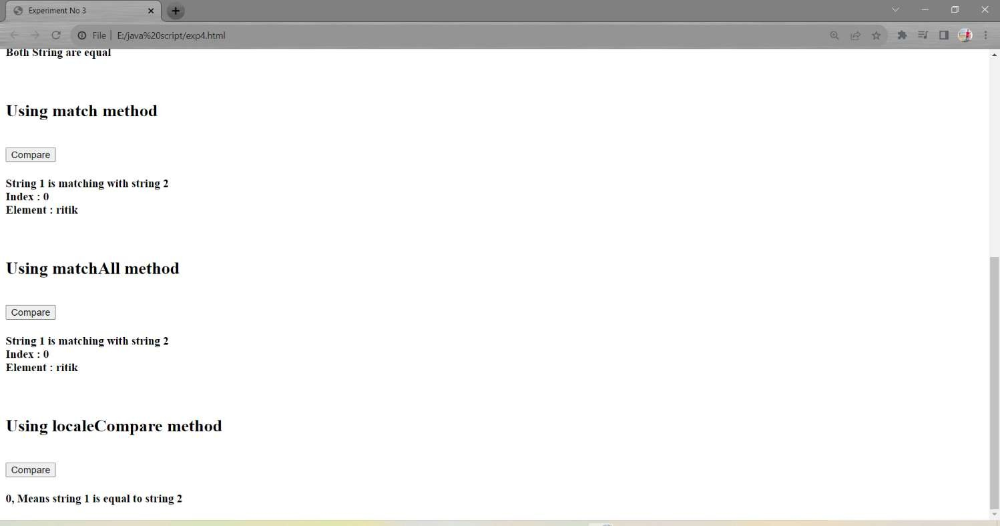 Experiment No 3
File | E:/java%20script/exp4.html
Both String are equal
Using match method
Compare
String 1 is matching with string 2
Index : 0
Element : ritik
Using matchAll method
Compare
String 1 is matching with string 2
Index : 0
Element : ritik
Using localeCompare method
Compare
0, Means string 1 is equal to string 2